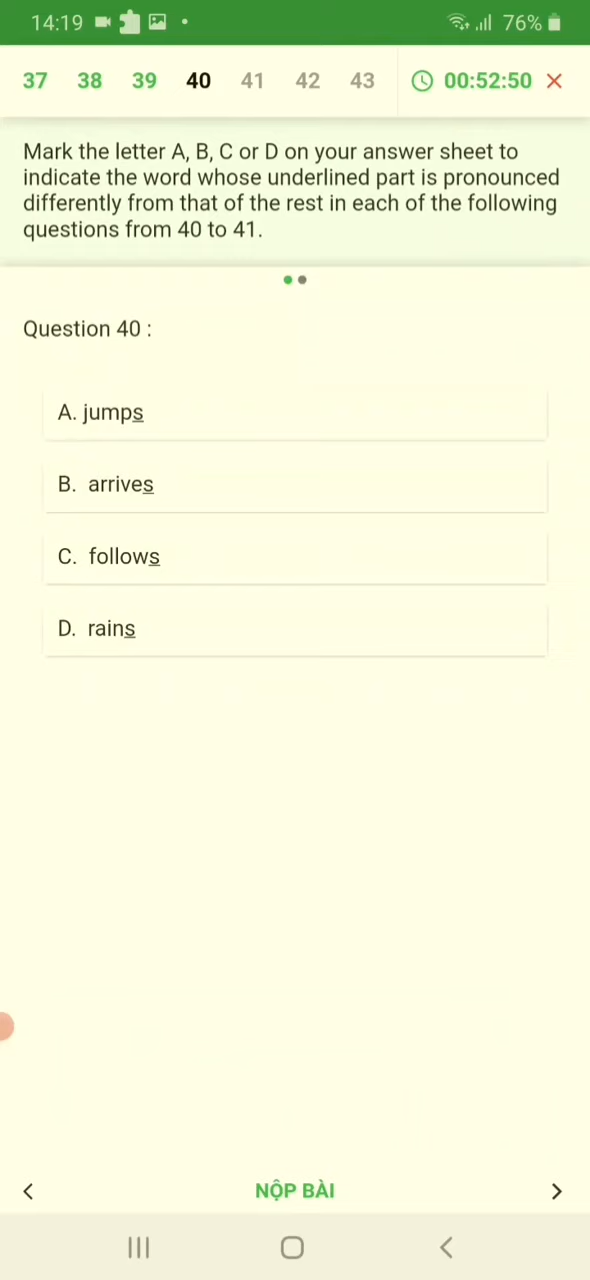 14:19 76%
37 38 39 40 41 42 43 00:52:50
Mark the letter A, B, C or D on your answer sheet to
indicate the word whose underlined part is pronounced
differently from that of the rest in each of the following
questions from 40 to 41.
Question 40 :
A. jumps
B. arrives
C. follows
D. rains
NỘP BÀI